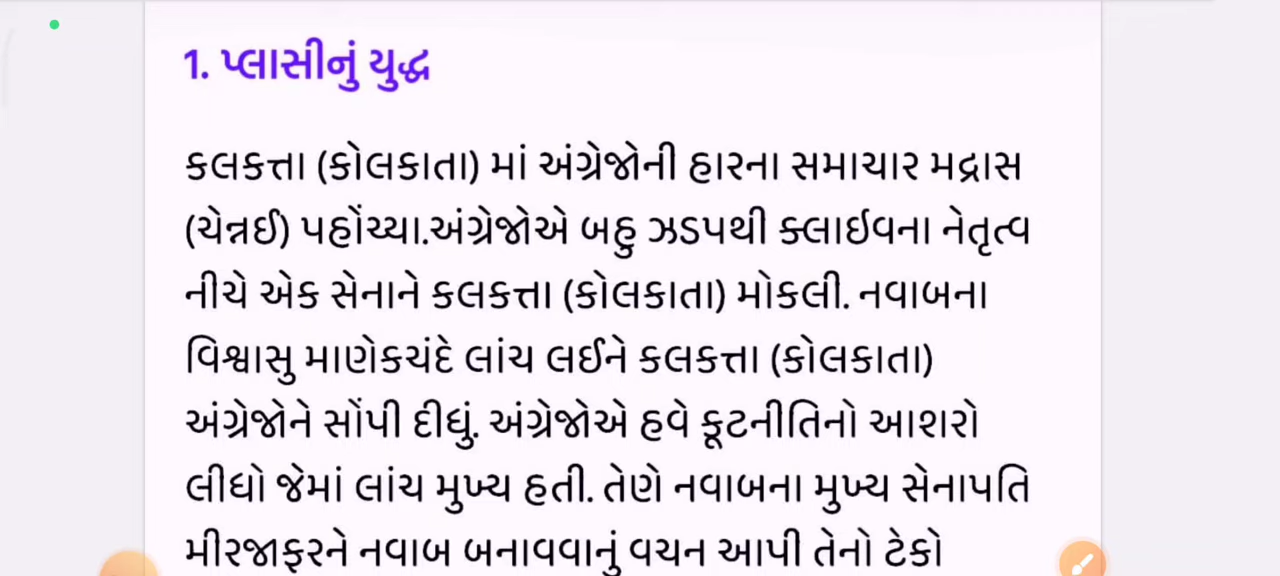 1. પ્લાસીનું યુદ્ધ
કલકત્તા (કોલકાતા) માં અંગ્રેજોની હારના સમાચાર મદ્રાસ
(ચેન્નઈ) પહોંચ્યા.અંગ્રેજોએ બહુ ઝડપથી ક્લાઇવના નેતૃત્વ
નીચે એક સેનાને કલકત્તા (કોલકાતા) મોકલી. નવાબના
વિશ્વાસુ માણેકચંદે લાંચ લઈને કલકત્તા (કોલકાતા)
અંગ્રેજોને સોંપી દીધું. અંગ્રેજોએ હવે કૂટનીતિનો આશરો
લીધો જેમાં લાંચ મુખ્ય હતી. તેણે નવાબના મુખ્ય સેનાપતિ
મીરજાફરને નવાબ બનાવવાનું વચન આપી તેનો ટેકો